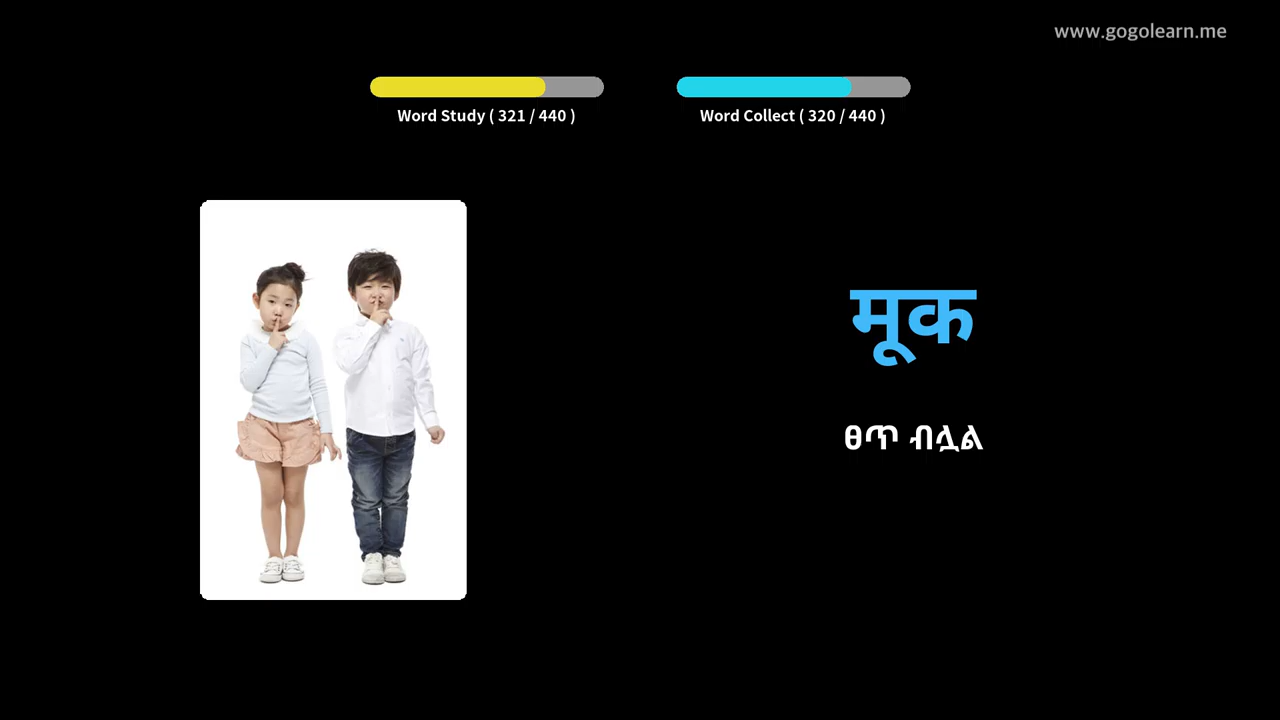 www.gogolearn.me
Word Study ( 321 / 440 )
Word Collect ( 320 / 440 )
मूक
ፀጥ ብሏል